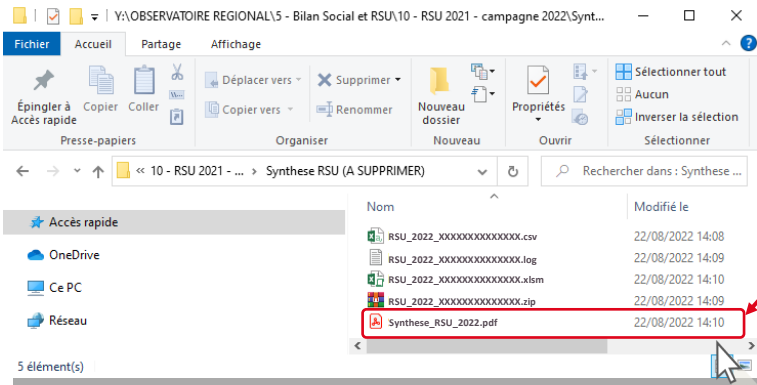 Y:\OBSERVATOIRE REGIONAL\5 - Bilan Social et RSU\10 - RSU 2021 - campagne 2022\Synt...
Fichier Accueil Partage Affichage
Épingler à Accès rapide
Copier
Coller
Presse-papiers
Déplacer vers
Copier vers
Supprimer
Renommer
Organiser
Nouveau dossier
Nouveau
Propriétés
Ouvrir
Sélectionner tout
Aucun
Inverser la sélection
Sélectionner
« 10 - RSU 2021 - ... › Synthese RSU (A SUPPRIMER)
Rechercher dans : Synthese ...
Accès rapide
OneDrive
Ce PC
Réseau
Nom Modifié le
RSU_2022_XXXXXXXXXXXXXX.csv 22/08/2022 14:08
RSU_2022_XXXXXXXXXXXXXX.log 22/08/2022 14:09
RSU_2022_XXXXXXXXXXXXXX.xlsm 22/08/2022 14:10
RSU_2022_XXXXXXXXXXXXXX.zip 22/08/2022 14:09
Synthese_RSU_2022.pdf 22/08/2022 14:10
5 élément(s)